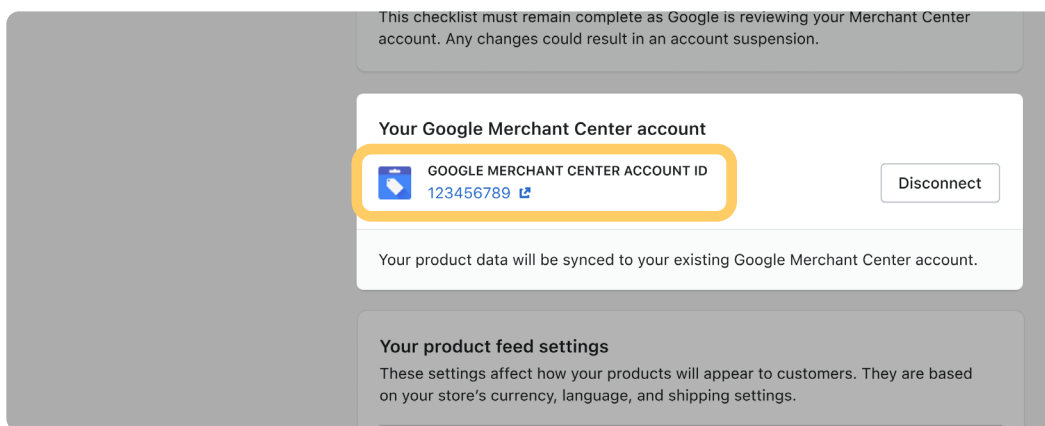 This checklist must remain complete as Google is reviewing your Merchant Center
account. Any changes could result in an account suspension.
Your Google Merchant Center account
GOOGLE MERCHANT CENTER ACCOUNT ID
123456789
Disconnect
Your product data will be synced to your existing Google Merchant Center account.
Your product feed settings
These settings affect how your products will appear to customers. They are based
on your store’s currency, language, and shipping settings.